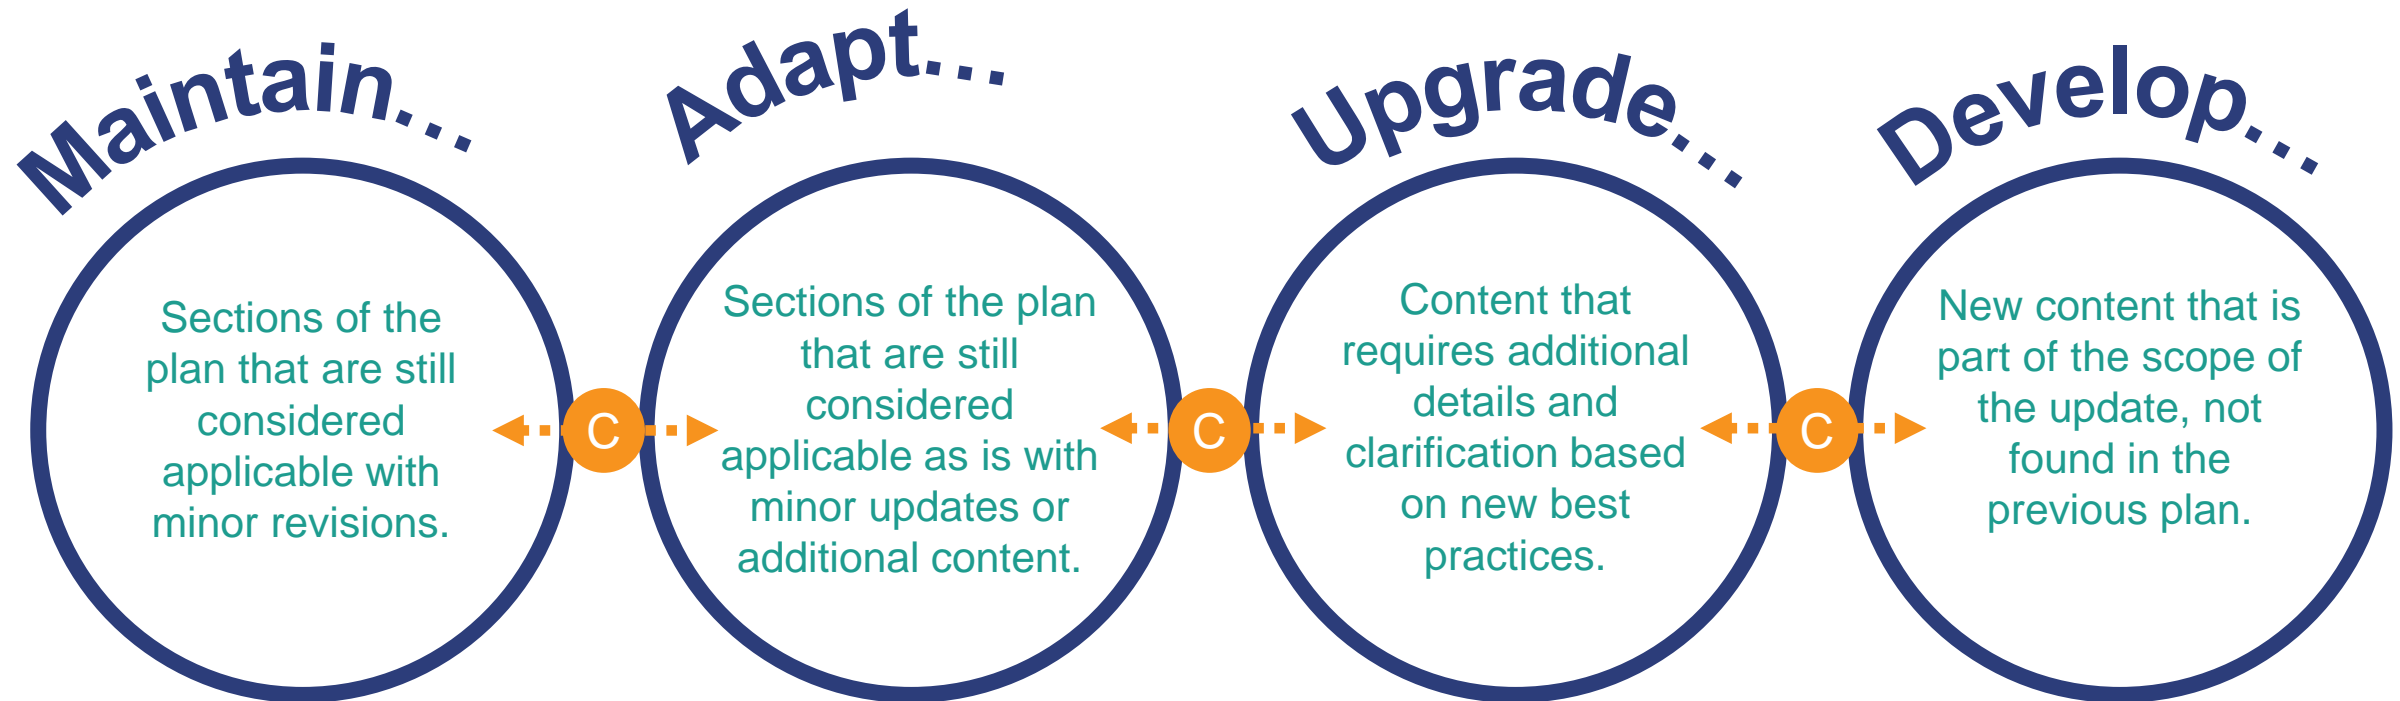 Maintain...
Sections of the
plan that are still
considered
applicable with
minor revisions.
C
Adapt...
Sections of the plan
that are still
considered
applicable as is with
minor updates or
additional content.
C
Upgrade...
Content that
requires additional
details and
clarification based
on new best
practices.
C
Develop...
New content that is
part of the scope of
the update, not
found in the
previous plan.